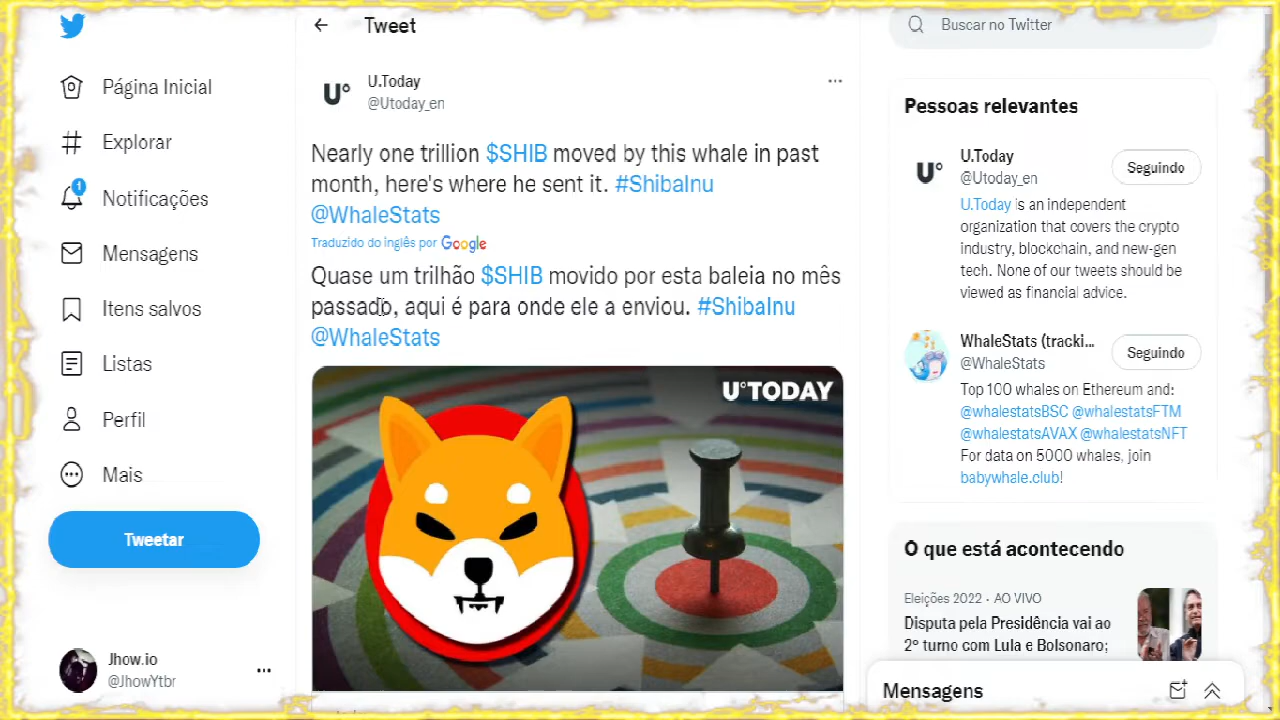 Página Inicial
Explorar
1
Notificações
Mensagens
Itens salvos
Listas
Perfil
Mais
Tweetar
Jhow.io
@JhowYtbr
Tweet
U.Today
@Utoday_en
Nearly one trillion $SHIB moved by this whale in past
month, here's where he sent it. #ShibaInu
@WhaleStats
Traduzido do inglês por Google
Quase um trilhão $SHIB movido por esta baleia no mês
passado, aqui é para onde ele a enviou. #ShibaInu
@WhaleStats
U°TODAY
Buscar no Twitter
Pessoas relevantes
U°
U.Today
@Utoday_en
Seguindo
U.Today is an independent
organization that covers the crypto
industry, blockchain, and new-gen
tech. None of our tweets should be
viewed as financial advice.
WhaleStats (tracki...
@WhaleStats
Seguindo
Top 100 whales on Ethereum and:
@whalestatsBSC @whalestatsFTM
@whalestatsAVAX @whalestatsNFT
For data on 5000 whales, join
babywhale.club!
O que está acontecendo
Eleições 2022 · AO VIVO
Disputa pela Presidência vai ao
2º turno com Lula e Bolsonaro;
Mensagens